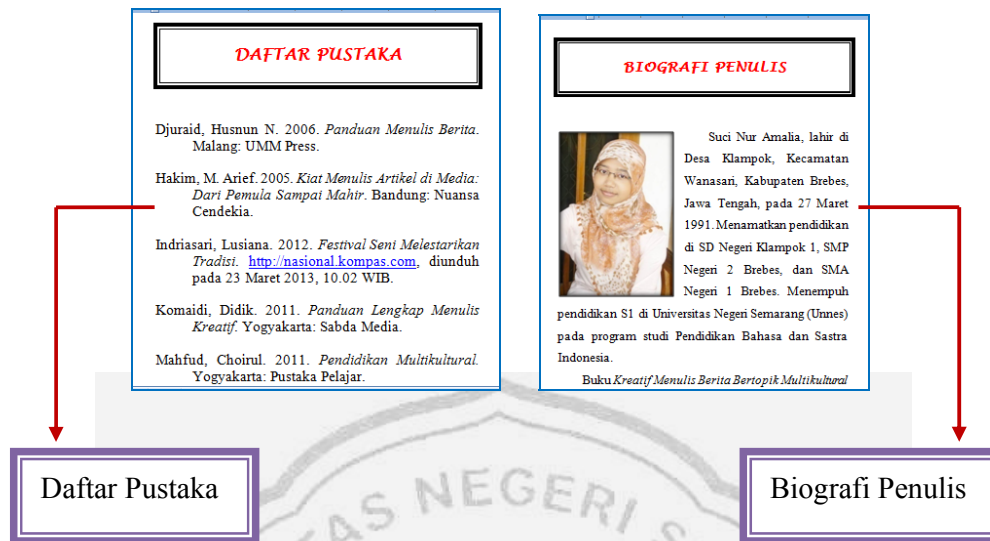 DAFTAR PUSTAKA
Djuraid, Husnun N. 2006. Panduan Menulis Berita.
Malang: UMM Press.
Hakim, M. Arief. 2005. Kiat Menulis Artikel di Media:
Dari Pemula Sampai Mahir. Bandung: Nuansa
Cendekia.
Indriasari, Lusiana. 2012. Festival Seni Melestarikan
Tradisi. http://nasional.kompas.com, diunduh
pada 23 Maret 2013, 10.02 WIB.
Komaidi, Didik. 2011. Panduan Lengkap Menulis
Kreatif. Yogyakarta: Sabda Media.
Mahfud, Choirul. 2011. Pendidikan Multikultural.
Yogyakarta: Pustaka Pelajar.
BIOGRAFI PENULIS
Suci Nur Amalia, lahir di
Desa Klampok, Kecamatan
Wanasari, Kabupaten Brebes,
Jawa Tengah, pada 27 Maret
1991. Menamatkan pendidikan
di SD Negeri Klampok 1, SMP
Negeri 2 Brebes, dan SMA
Negeri 1 Brebes. Menempuh
pendidikan S1 di Universitas Negeri Semarang (Unnes)
pada program studi Pendidikan Bahasa dan Sastra
Indonesia.
Buku Kreatif Menulis Berita Bertopik Multikultural
Daftar Pustaka
Biografi Penulis
NEGERI